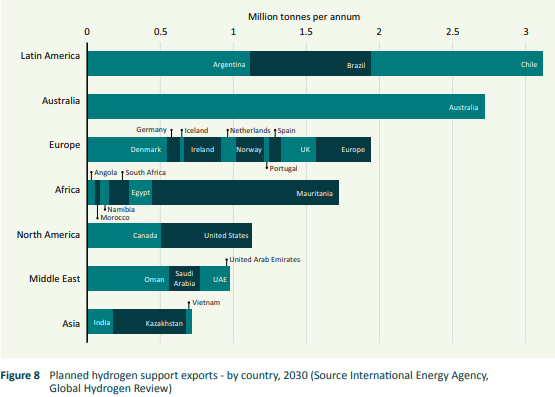 Million tonnes per annum
0 0.5 1 1.5 2 2.5 3
Latin America Argentina Brazil Chile
Australia Australia
Germany Iceland Netherlands Spain
Europe Denmark Ireland Norway UK Europe
Portugal
Angola South Africa
Africa Egypt Mauritania
Namibia
Morocco
North America Canada United States
United Arab Emirates
Middle East Oman Saudi Arabia UAE
Vietnam
Asia India Kazakhstan
Figure 8 Planned hydrogen support exports - by country, 2030 (Source International Energy Agency,
Global Hydrogen Review)